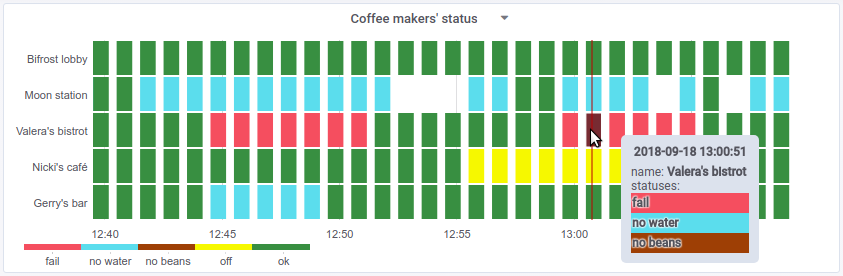 Coffee makers' status
Bifrost lobby
Moon station
Valera's bistrot
Nicki's café
Gerry's bar
12:40 12:45 12:50 12:55 13:00
fail no water no beans off ok
2018-09-18 13:00:51
name: Valera's bistrot
statuses:
fail
no water
no beans